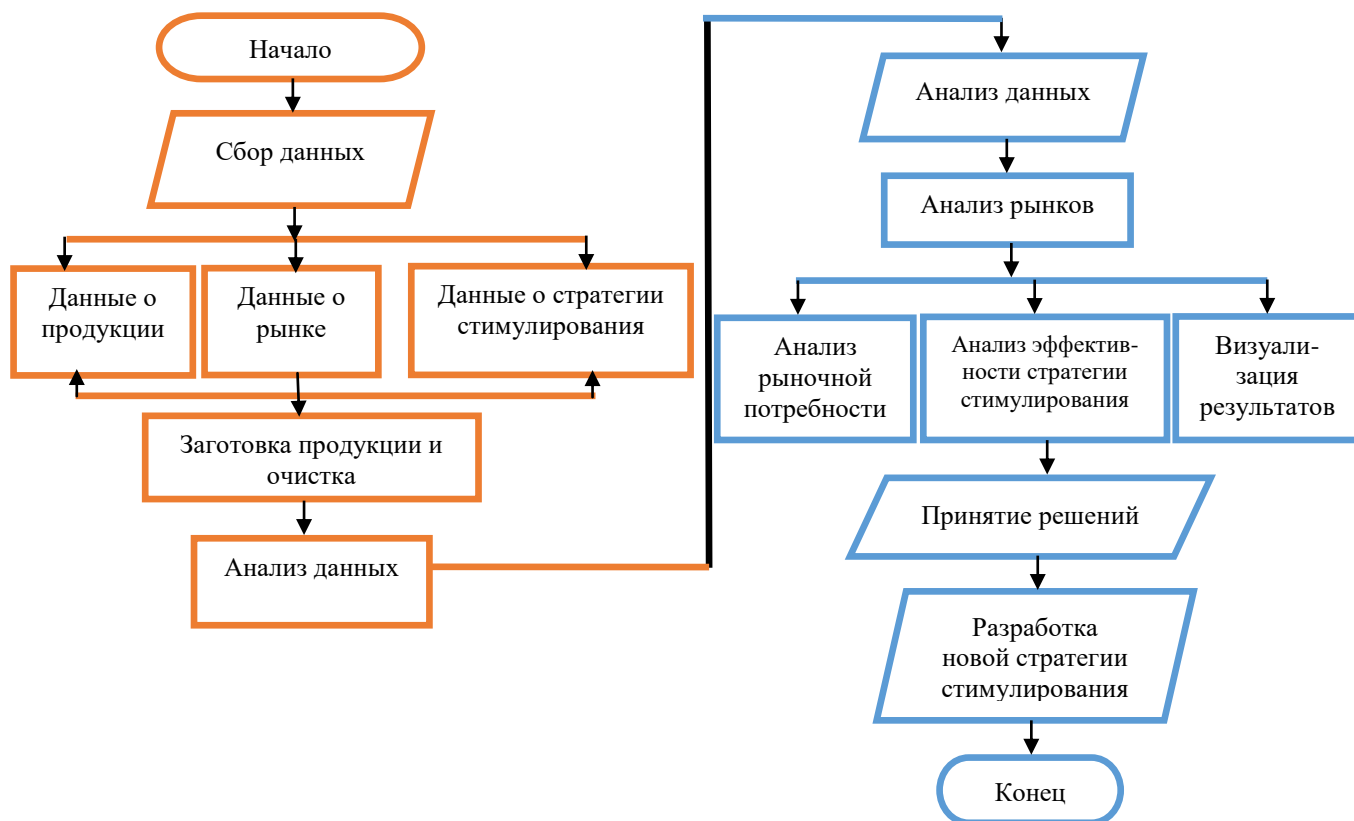 Начало
Сбор данных
Данные о
продукции
Данные о
рынке
Данные о стратегии
стимулирования
Заготовка продукции и
очистка
Анализ данных
Анализ данных
Анализ рынков
Анализ
рыночной
потребности
Анализ эффектив-
ности стратегии
стимулирования
Визуали-
зация
результатов
Принятие решений
Разработка
новой стратегии
стимулирования
Конец